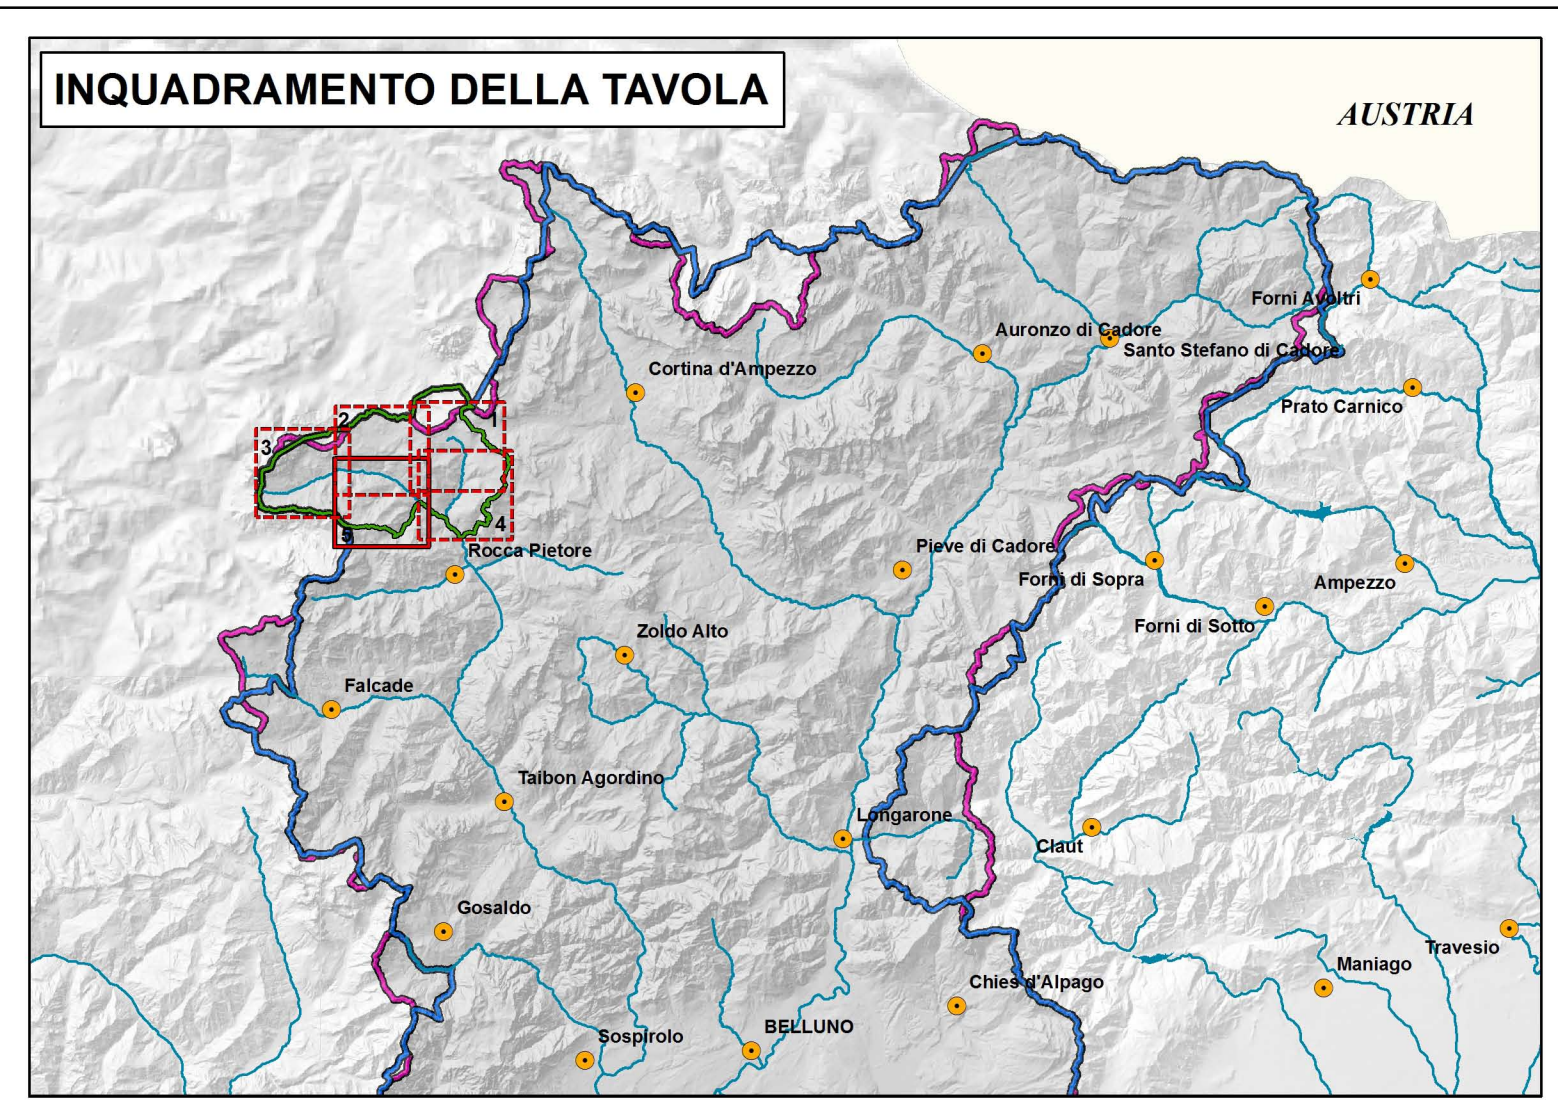 INQUADRAMENTO DELLA TAVOLA
AUSTRIA
Forni Avoltri
Auronzo di Cadore
Santo Stefano di Cadore
Cortina d'Ampezzo
Prato Carnico
2
1
3
4
5
Rocca Pietore
Pieve di Cadore
Forni di Sopra
Ampezzo
Forni di Sotto
Zoldo Alto
Falcade
Taibon Agordino
Longarone
Claut
Gosaldo
Travesio
Maniago
Chies d'Alpago
BELLUNO
Sospirolo